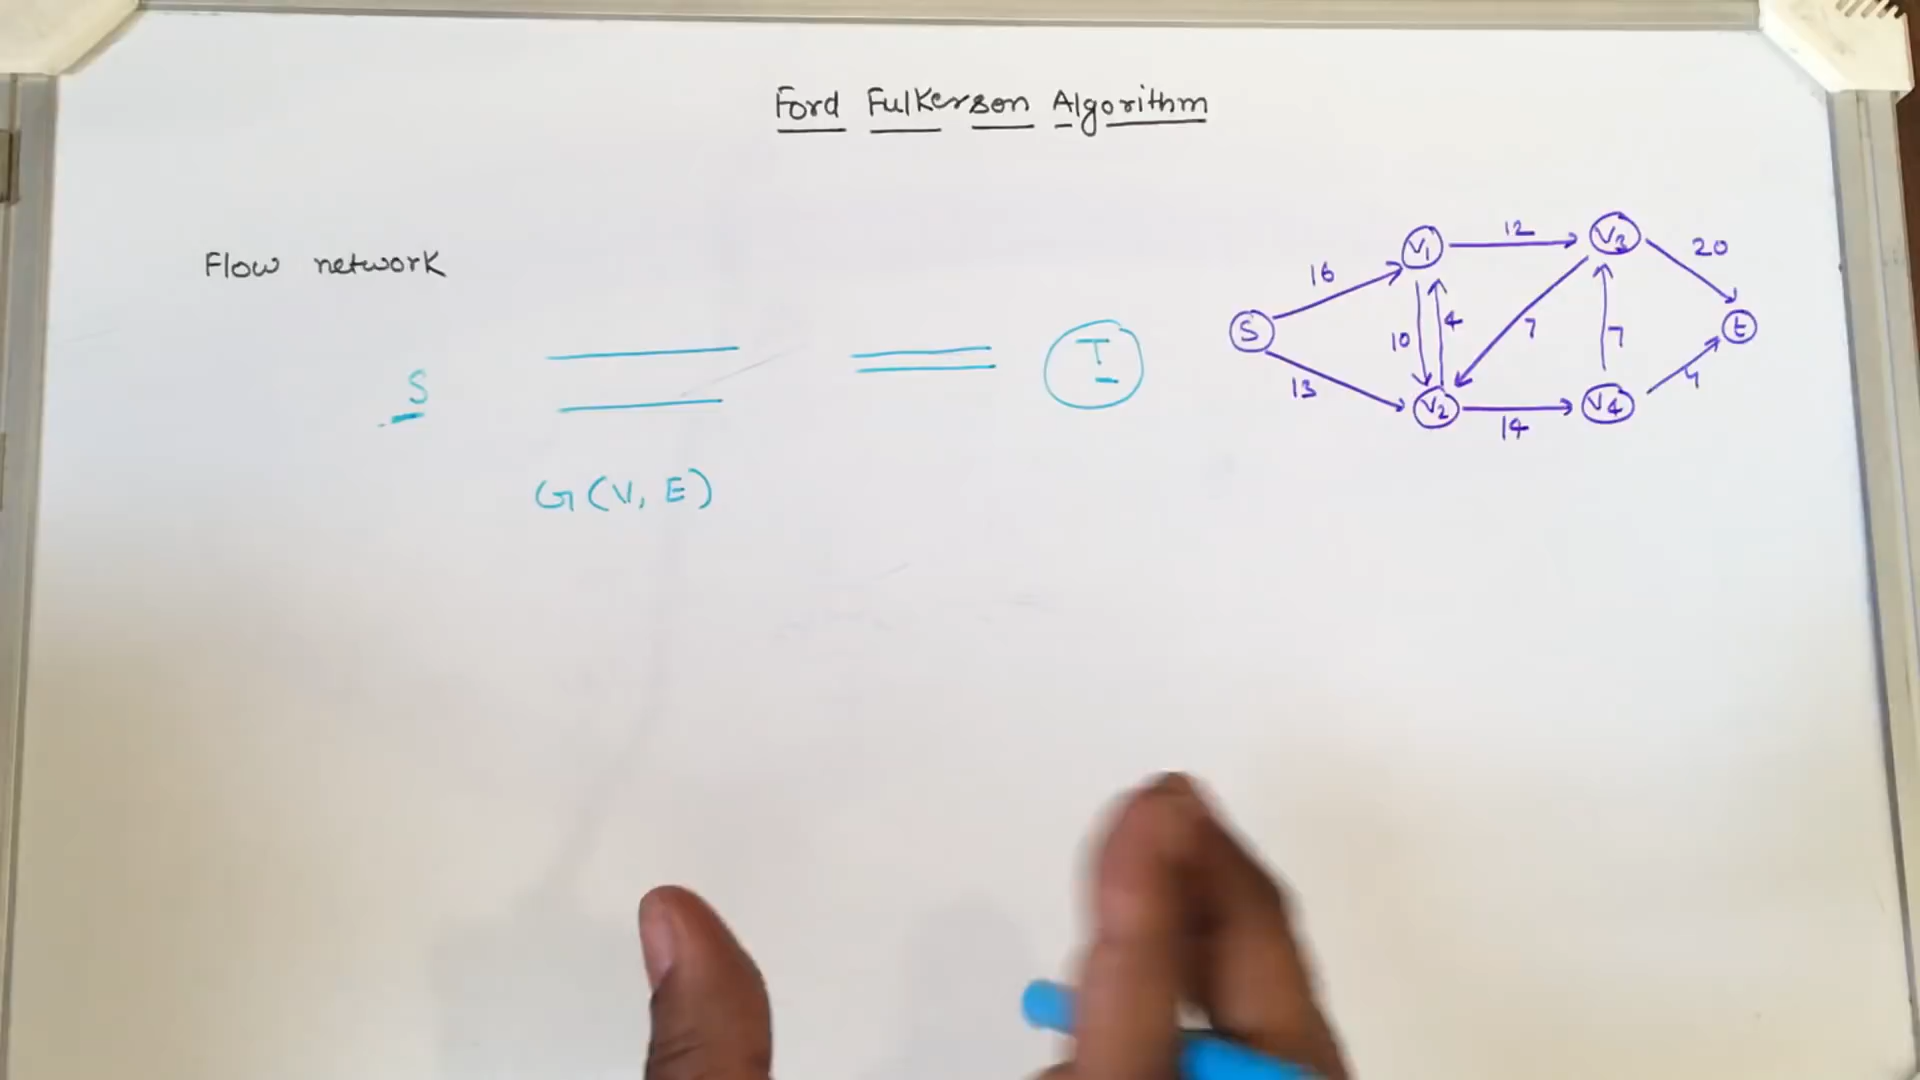 Ford Fulkerson Algorithm
Flow network
S
T
G (V, E)
S
16
13
V1
10
4
V2
12
7
14
V3
7
V4
20
4
t